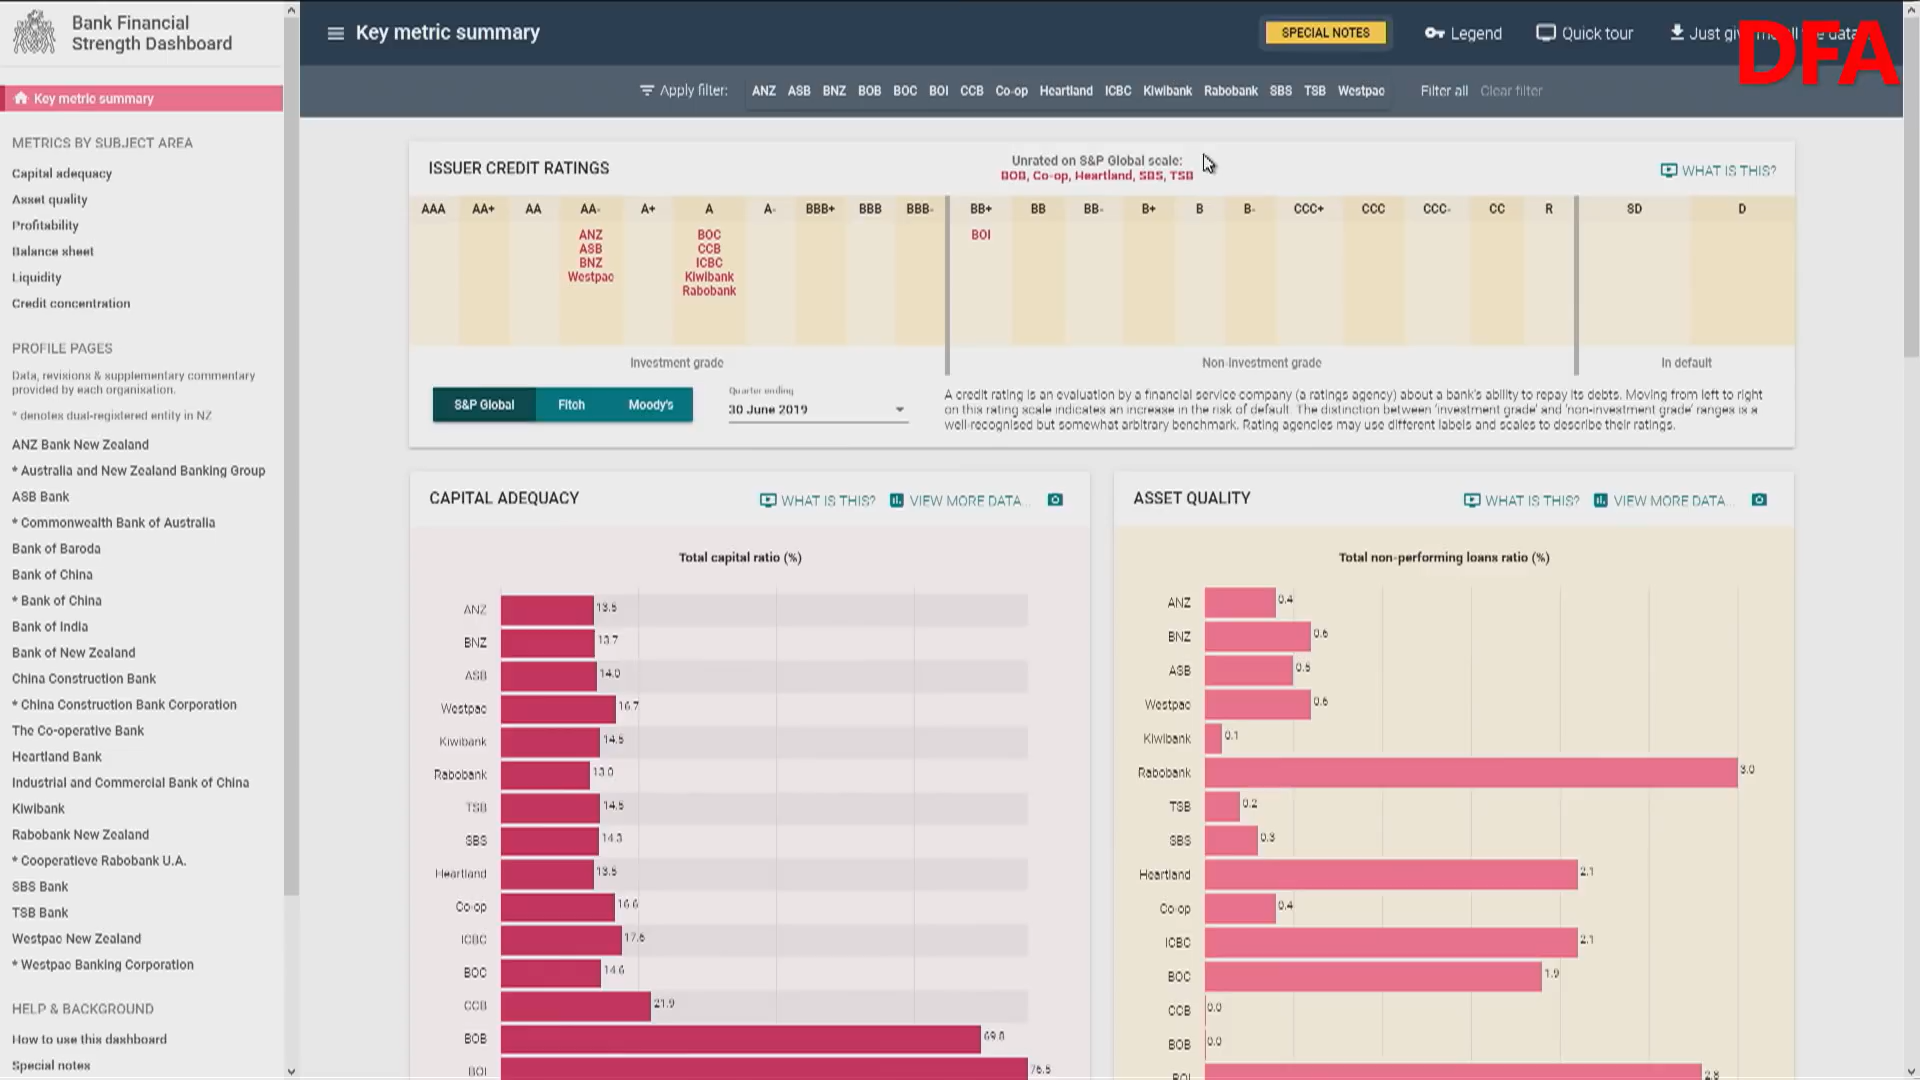 Bank Financial
Strength Dashboard
Key metric summary
METRICS BY SUBJECT AREA
Capital adequacy
Asset quality
Profitability
Balance sheet
Liquidity
Credit concentration
PROFILE PAGES
Data, revisions & supplementary commentary
provided by each organisation.
* denotes dual-registered entity in NZ
ANZ Bank New Zealand
* Australia and New Zealand Banking Group
ASB Bank
* Commonwealth Bank of Australia
Bank of Baroda
Bank of China
* Bank of China
Bank of India
Bank of New Zealand
China Construction Bank
* China Construction Bank Corporation
The Co-operative Bank
Heartland Bank
Industrial and Commercial Bank of China
Kiwibank
Rabobank New Zealand
* Cooperatieve Rabobank U.A.
SBS Bank
TSB Bank
Westpac New Zealand
* Westpac Banking Corporation
HELP & BACKGROUND
How to use this dashboard
Special notes
Key metric summary
SPECIAL NOTES
Legend
Quick tour
Just
DFA
Apply filter: ANZ ASB BNZ BOB BOC BOI CCB Co-op Heartland ICBC Kiwibank Rabobank SBS TSB Westpac Filter all Clear filter
ISSUER CREDIT RATINGS
Unrated on S&P Global scale:
BOB, Co-op, Heartland, SBS, TSB
WHAT IS THIS?
AAA AA+ AA AA- A+ A A- BBB+ BBB BBB- BB+ BB BB- B+ B B- CCC+ CCC CCC- CC R SD D
ANZ BOC BOI
ASB CCB
BNZ ICBC
Westpac Kiwibank
Rabobank
Investment grade Non-investment grade In default
S&P Global Fitch Moody's
Quarter ending
30 June 2019
A credit rating is an evaluation by a financial service company (a ratings agency) about a bank's ability to repay its debts. Moving from left to right
on this rating scale indicates an increase in the risk of default. The distinction between 'investment grade' and 'non-investment grade' ranges is a
well-recognised but somewhat arbitrary benchmark. Rating agencies may use different labels and scales to describe their ratings.
CAPITAL ADEQUACY
WHAT IS THIS?
VIEW MORE DATA...
Total capital ratio (%)
ANZ 13.5
BNZ 13.7
ASB 14.0
Westpac 16.7
Kiwibank 14.5
Rabobank 13.0
TSB 14.5
SBS 14.3
Heartland 13.5
Co-op 16.6
ICBC 17.6
BOC 14.6
CCB 21.9
BOB 69.8
BOI 76.5
ASSET QUALITY
WHAT IS THIS?
VIEW MORE DATA...
Total non-performing loans ratio (%)
ANZ 0.4
BNZ 0.6
ASB 0.5
Westpac 0.6
Kiwibank 0.1
Rabobank 3.0
TSB 0.2
SBS 0.3
Heartland 2.1
Co-op 0.4
ICBC 2.1
BOC 1.9
CCB 0.0
BOB 0.0
BOI 2.8